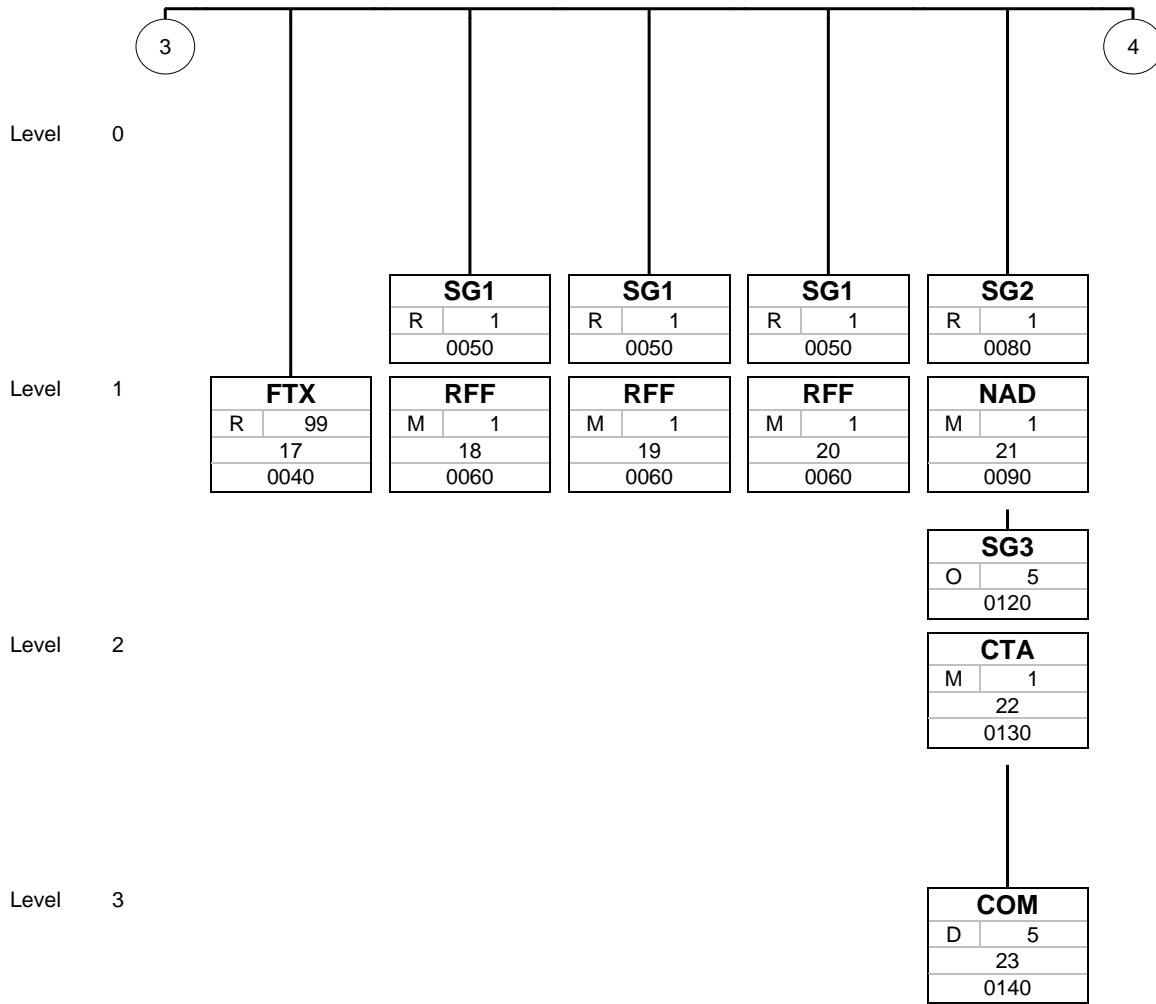 3 4
Level 0
SG1 SG1 SG1 SG2
R 1 R 1 R 1 R 1
0050 0050 0050 0080
Level 1 FTX RFF RFF RFF NAD
R 99 M 1 M 1 M 1 M 1
17 18 19 20 21
0040 0060 0060 0060 0090
SG3
O 5
0120
Level 2 CTA
M 1
22
0130
Level 3 COM
D 5
23
0140